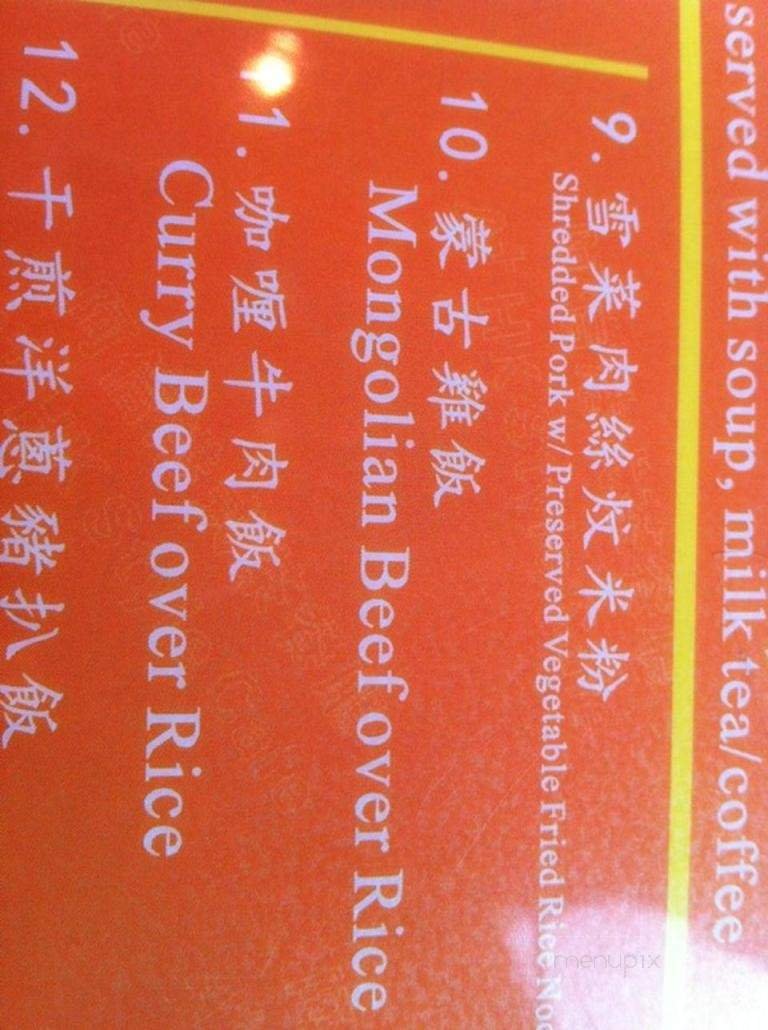 served with soup, milk tea/coffee
9. 雪菜肉絲炆米粉
Shredded Pork w/ Preserved Vegetable Fried Rice Noo
10. 蒙古雞飯
Mongolian Beef over Rice
1. 咖喱牛肉飯
Curry Beef over Rice
12. 干煎洋蔥豬扒飯
menupix